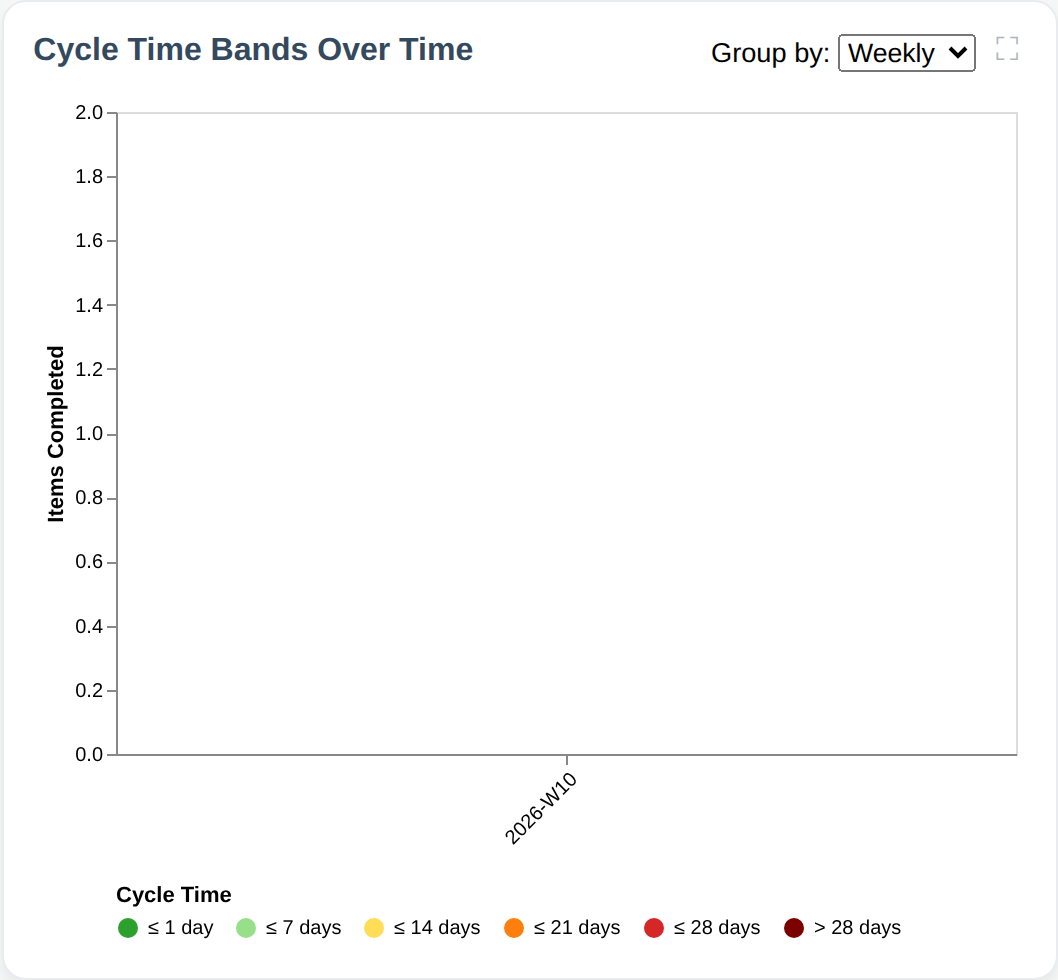 Cycle Time Bands Over Time
Group by: Weekly
2.0
1.8
1.6
1.4
1.2
1.0
0.8
0.6
0.4
0.2
0.0
Items Completed
2026-W10
Cycle Time
≤ 1 day ≤ 7 days ≤ 14 days ≤ 21 days ≤ 28 days > 28 days